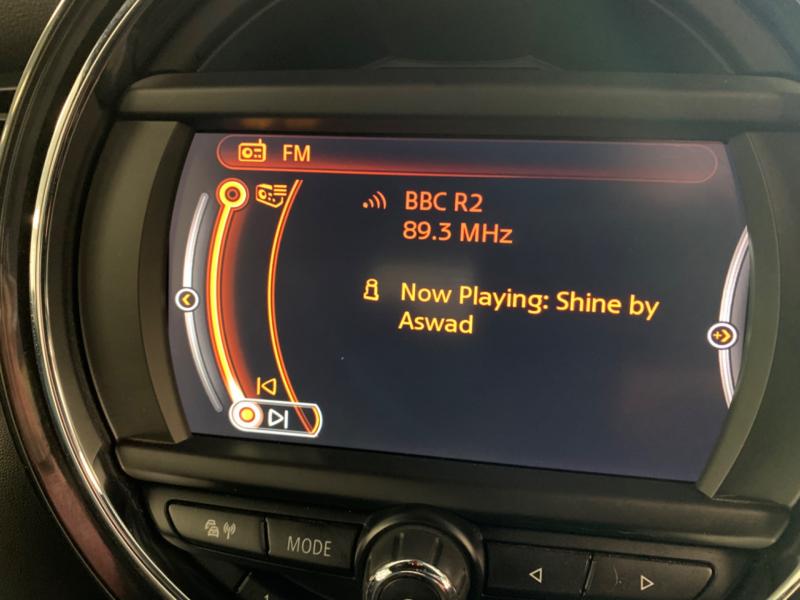 FM
BBC R2
89.3 MHz
Now Playing: Shine by
Aswad
MODE